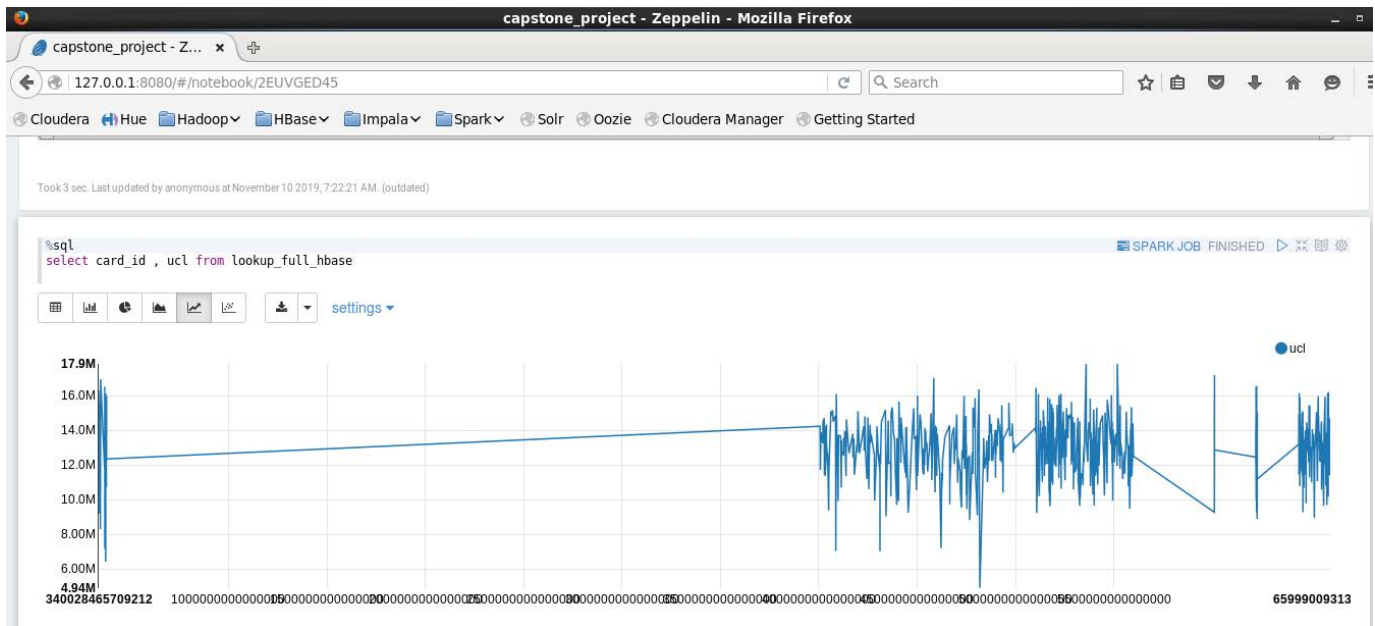 capstone_project - Zeppelin - Mozilla Firefox
capstone_project - Z...
127.0.0.1:8080/#/notebook/2EUVGED45
Search
Cloudera Hue Hadoop HBase Impala Spark Solr Oozie Cloudera Manager Getting Started
Took 3 sec. Last updated by anonymous at November 10 2019, 7:22:21 AM. (outdated)
%sql
SPARK JOB FINISHED
select card_id , ucl from lookup_full_hbase
settings
ucl
17.9M
16.0M
14.0M
12.0M
10.0M
8.00M
6.00M
4.94M
340028465709212
65999009313